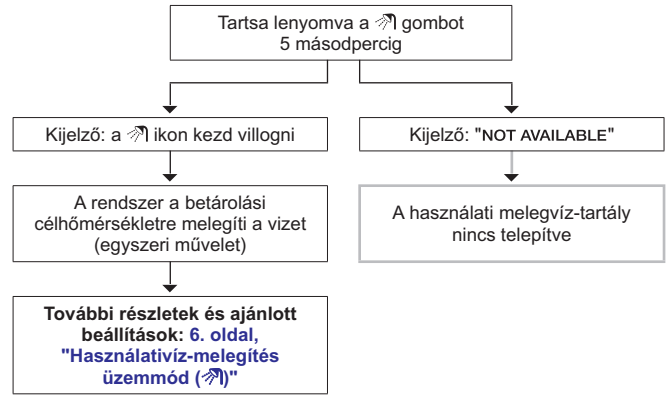 Tartsa lenyomva a gombot
5 másodpercig
Kijelző: a ikon kezd villogni
Kijelző: "NOT AVAILABLE"
A rendszer a betárolási
célhőmérsékletre melegíti a vizet
(egyszeri művelet)
A használati melegvíz-tartály
nincs telepítve
További részletek és ajánlott
beállítások: 6. oldal,
"Használativíz-melegítés
üzemmód ()"